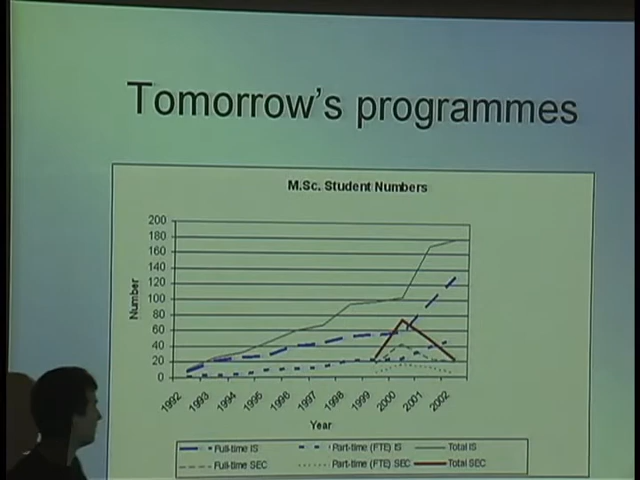 Tomorrow's programmes
M.Sc. Student Numbers
200
180
160
140
120
100
80
60
40
20
0
Number
1992 1993 1994 1995 1996 1997 1998 1999 2000 2001 2002
Year
Full-time IS Part-time (FTE) IS Total IS
Full-time SEC Part-time (FTE) SEC Total SEC